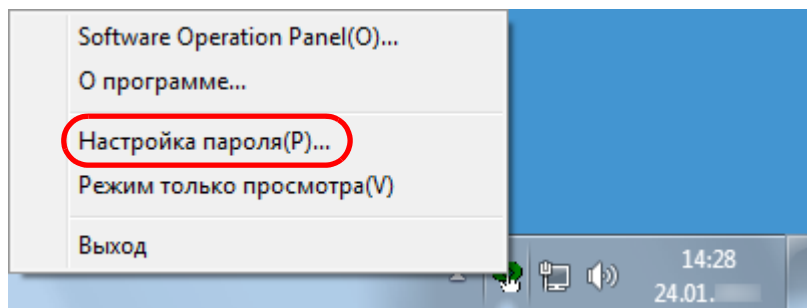 Software Operation Panel(O)...
О программе...
Настройка пароля(P)...
Режим только просмотра(V)
Выход
14:28
24.01.